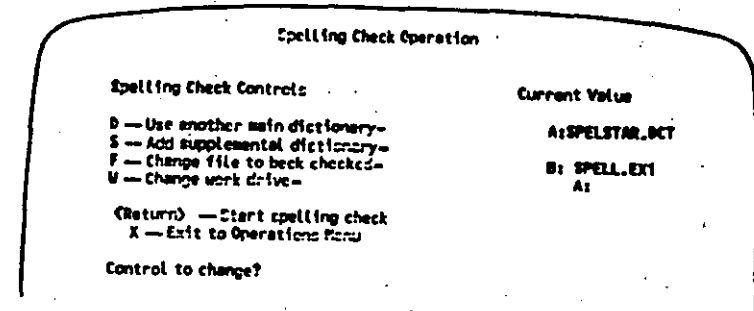 Spelling Check Operation
Spelling Check Controls Current Value
D — Use another main dictionary- A:SPELSTAR.DCT
S — Add supplemental dictionary-
F — Change file to beck checked- B: SPELL.EX1
W — Change work drive- A:
<Return> — Start spelling check
X — Exit to Operations Menu
Control to change?